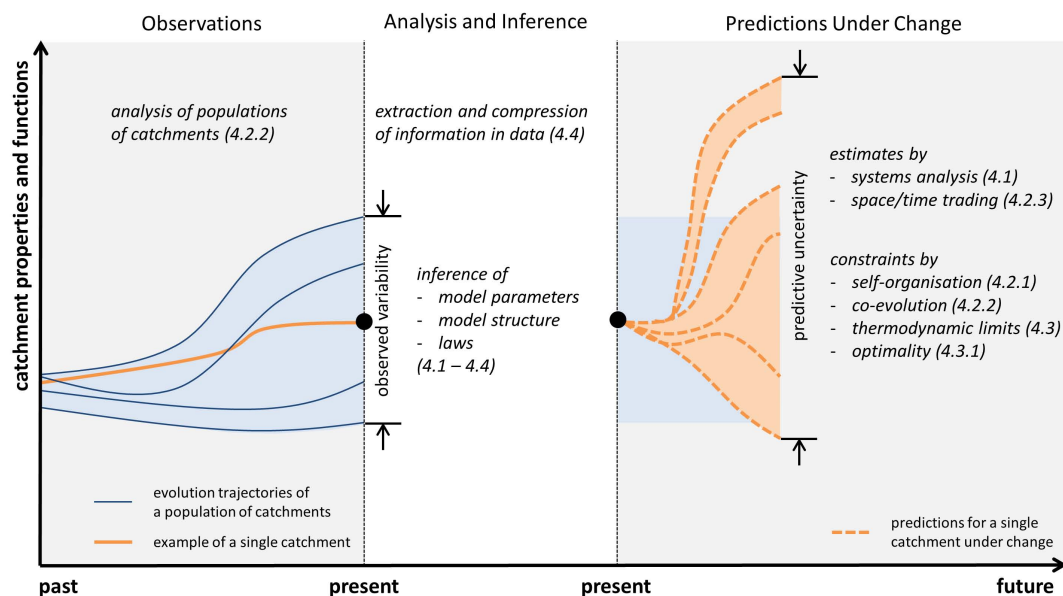 Observations
Analysis and Inference
Predictions Under Change
catchment properties and functions
analysis of populations
of catchments (4.2.2)
extraction and compression
of information in data (4.4)
observed variability
inference of
- model parameters
- model structure
- laws
(4.1 – 4.4)
predictive uncertainty
estimates by
- systems analysis (4.1)
- space/time trading (4.2.3)
constraints by
- self-organisation (4.2.1)
- co-evolution (4.2.2)
- thermodynamic limits (4.3)
- optimality (4.3.1)
evolution trajectories of
a population of catchments
example of a single catchment
predictions for a single
catchment under change
past
present
present
future